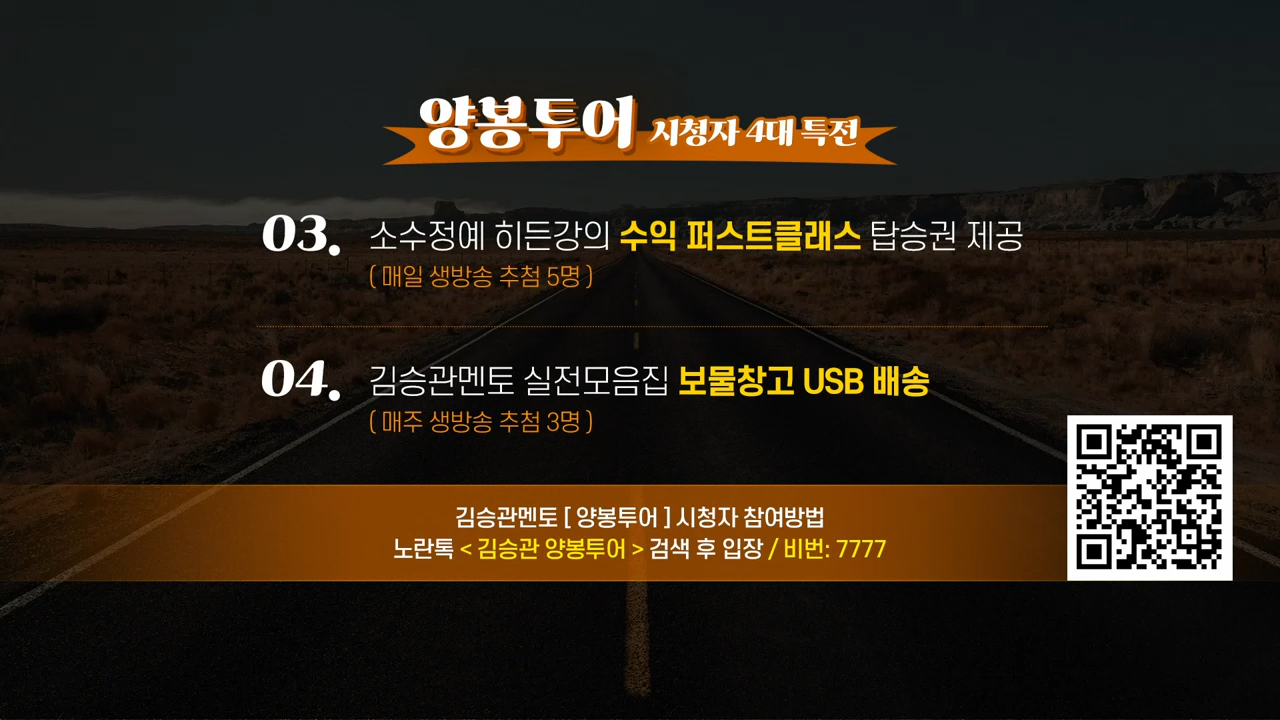 양봉투어 시청자 4대 특전
03. 소수정예 히든강의 수익 퍼스트클래스 탑승권 제공
( 매일 생방송 추첨 5명 )
04. 김승관멘토 실전모음집 보물창고 USB 배송
( 매주 생방송 추첨 3명 )
김승관멘토 [ 양봉투어 ] 시청자 참여방법
노란톡 < 김승관 양봉투어 > 검색 후 입장 / 비번: 7777